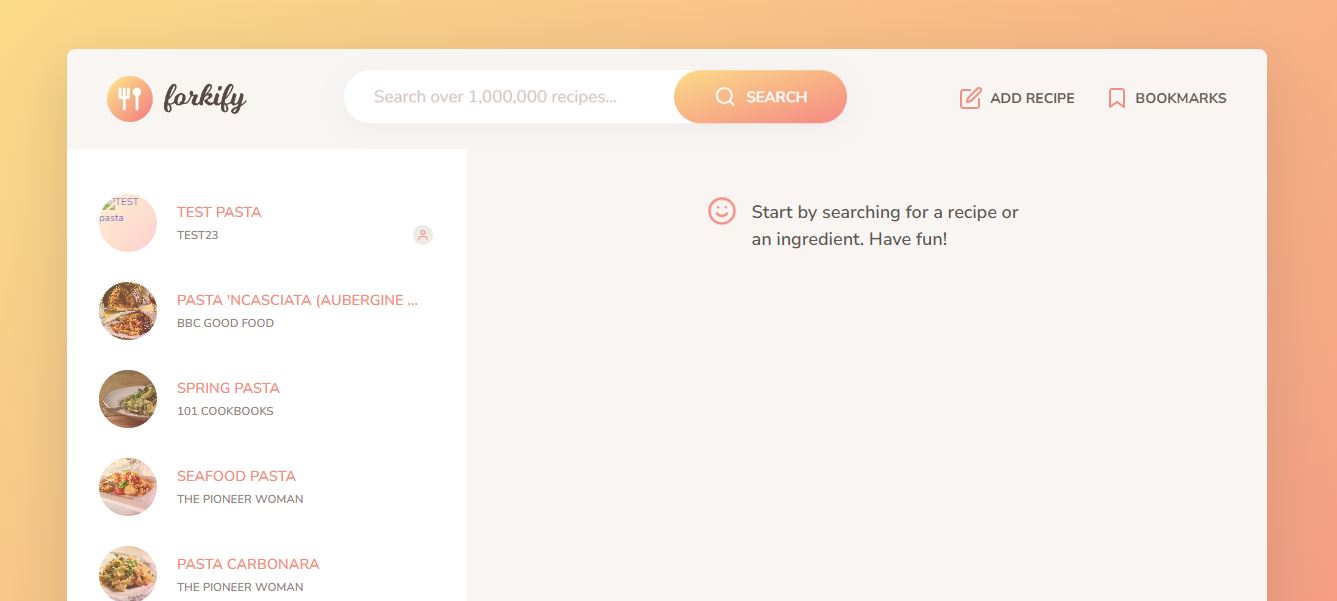 forkify
Search over 1,000,000 recipes...
SEARCH
ADD RECIPE
BOOKMARKS
TEST
pasta
TEST PASTA
TEST23
PASTA 'NCASCIATA (AUBERGINE ...
BBC GOOD FOOD
SPRING PASTA
101 COOKBOOKS
SEAFOOD PASTA
THE PIONEER WOMAN
PASTA CARBONARA
THE PIONEER WOMAN
Start by searching for a recipe or
an ingredient. Have fun!